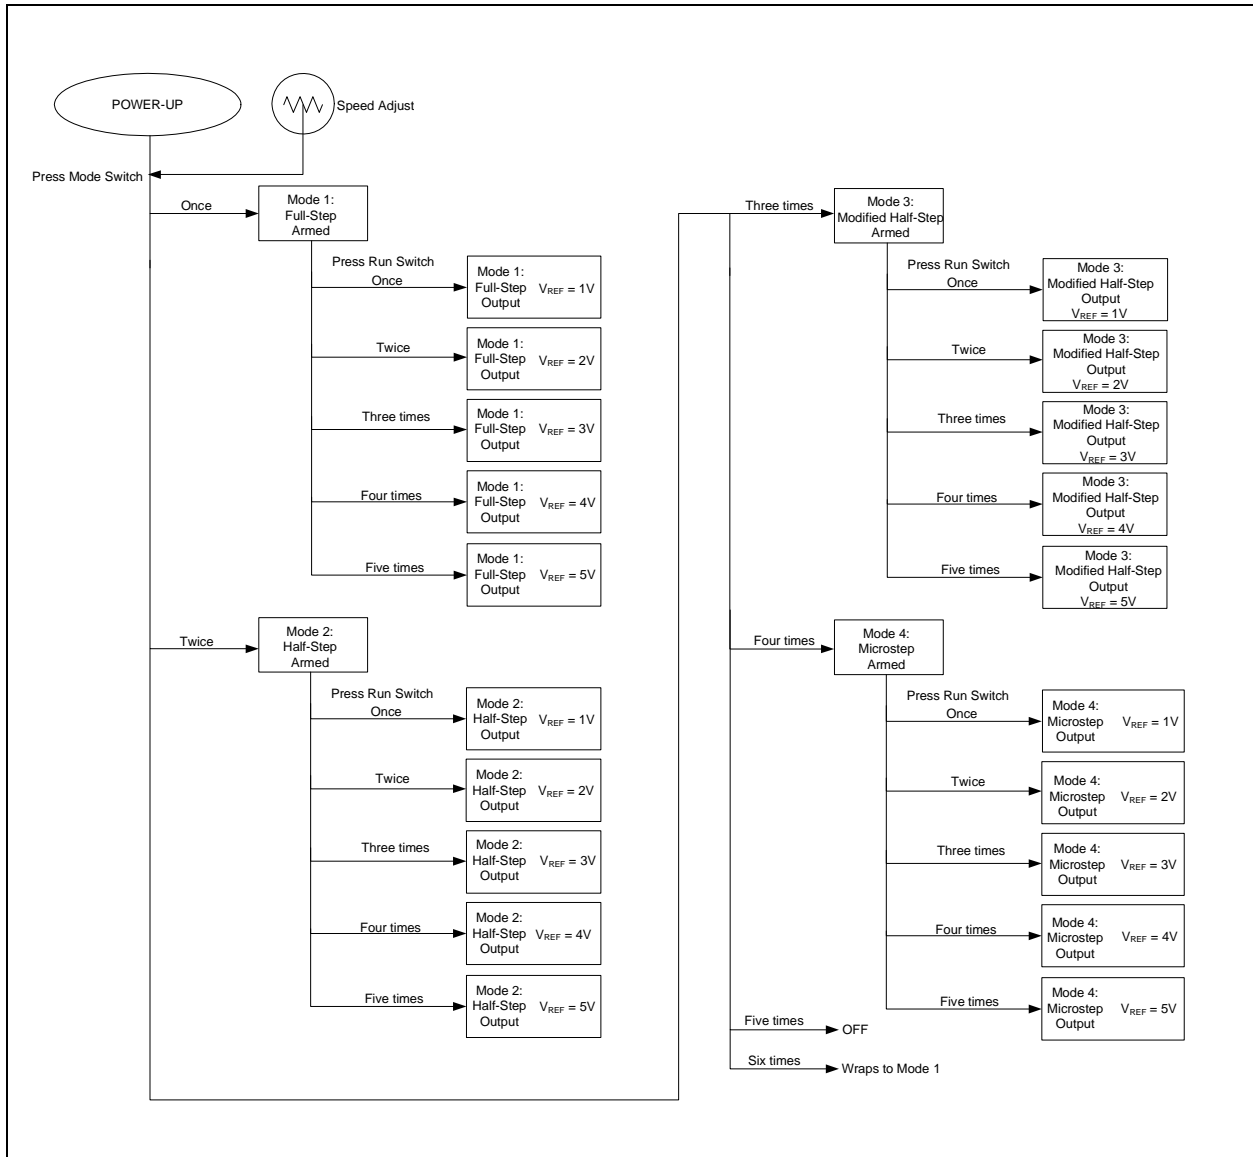 POWER-UP
Speed Adjust
Press Mode Switch
Once
Mode 1:
Full-Step
Armed
Press Run Switch
Once
Mode 1:
Full-Step
Output
VREF = 1V
Twice
Mode 1:
Full-Step
Output
VREF = 2V
Three times
Mode 1:
Full-Step
Output
VREF = 3V
Four times
Mode 1:
Full-Step
Output
VREF = 4V
Five times
Mode 1:
Full-Step
Output
VREF = 5V
Twice
Mode 2:
Half-Step
Armed
Press Run Switch
Once
Mode 2:
Half-Step
Output
VREF = 1V
Twice
Mode 2:
Half-Step
Output
VREF = 2V
Three times
Mode 2:
Half-Step
Output
VREF = 3V
Four times
Mode 2:
Half-Step
Output
VREF = 4V
Five times
Mode 2:
Half-Step
Output
VREF = 5V
Three times
Mode 3:
Modified Half-Step
Armed
Press Run Switch
Once
Mode 3:
Modified Half-Step
Output
VREF = 1V
Twice
Mode 3:
Modified Half-Step
Output
VREF = 2V
Three times
Mode 3:
Modified Half-Step
Output
VREF = 3V
Four times
Mode 3:
Modified Half-Step
Output
VREF = 4V
Five times
Mode 3:
Modified Half-Step
Output
VREF = 5V
Four times
Mode 4:
Microstep
Armed
Press Run Switch
Once
Mode 4:
Microstep
Output
VREF = 1V
Twice
Mode 4:
Microstep
Output
VREF = 2V
Three times
Mode 4:
Microstep
Output
VREF = 3V
Four times
Mode 4:
Microstep
Output
VREF = 4V
Five times
Mode 4:
Microstep
Output
VREF = 5V
Five times
OFF
Six times
Wraps to Mode 1